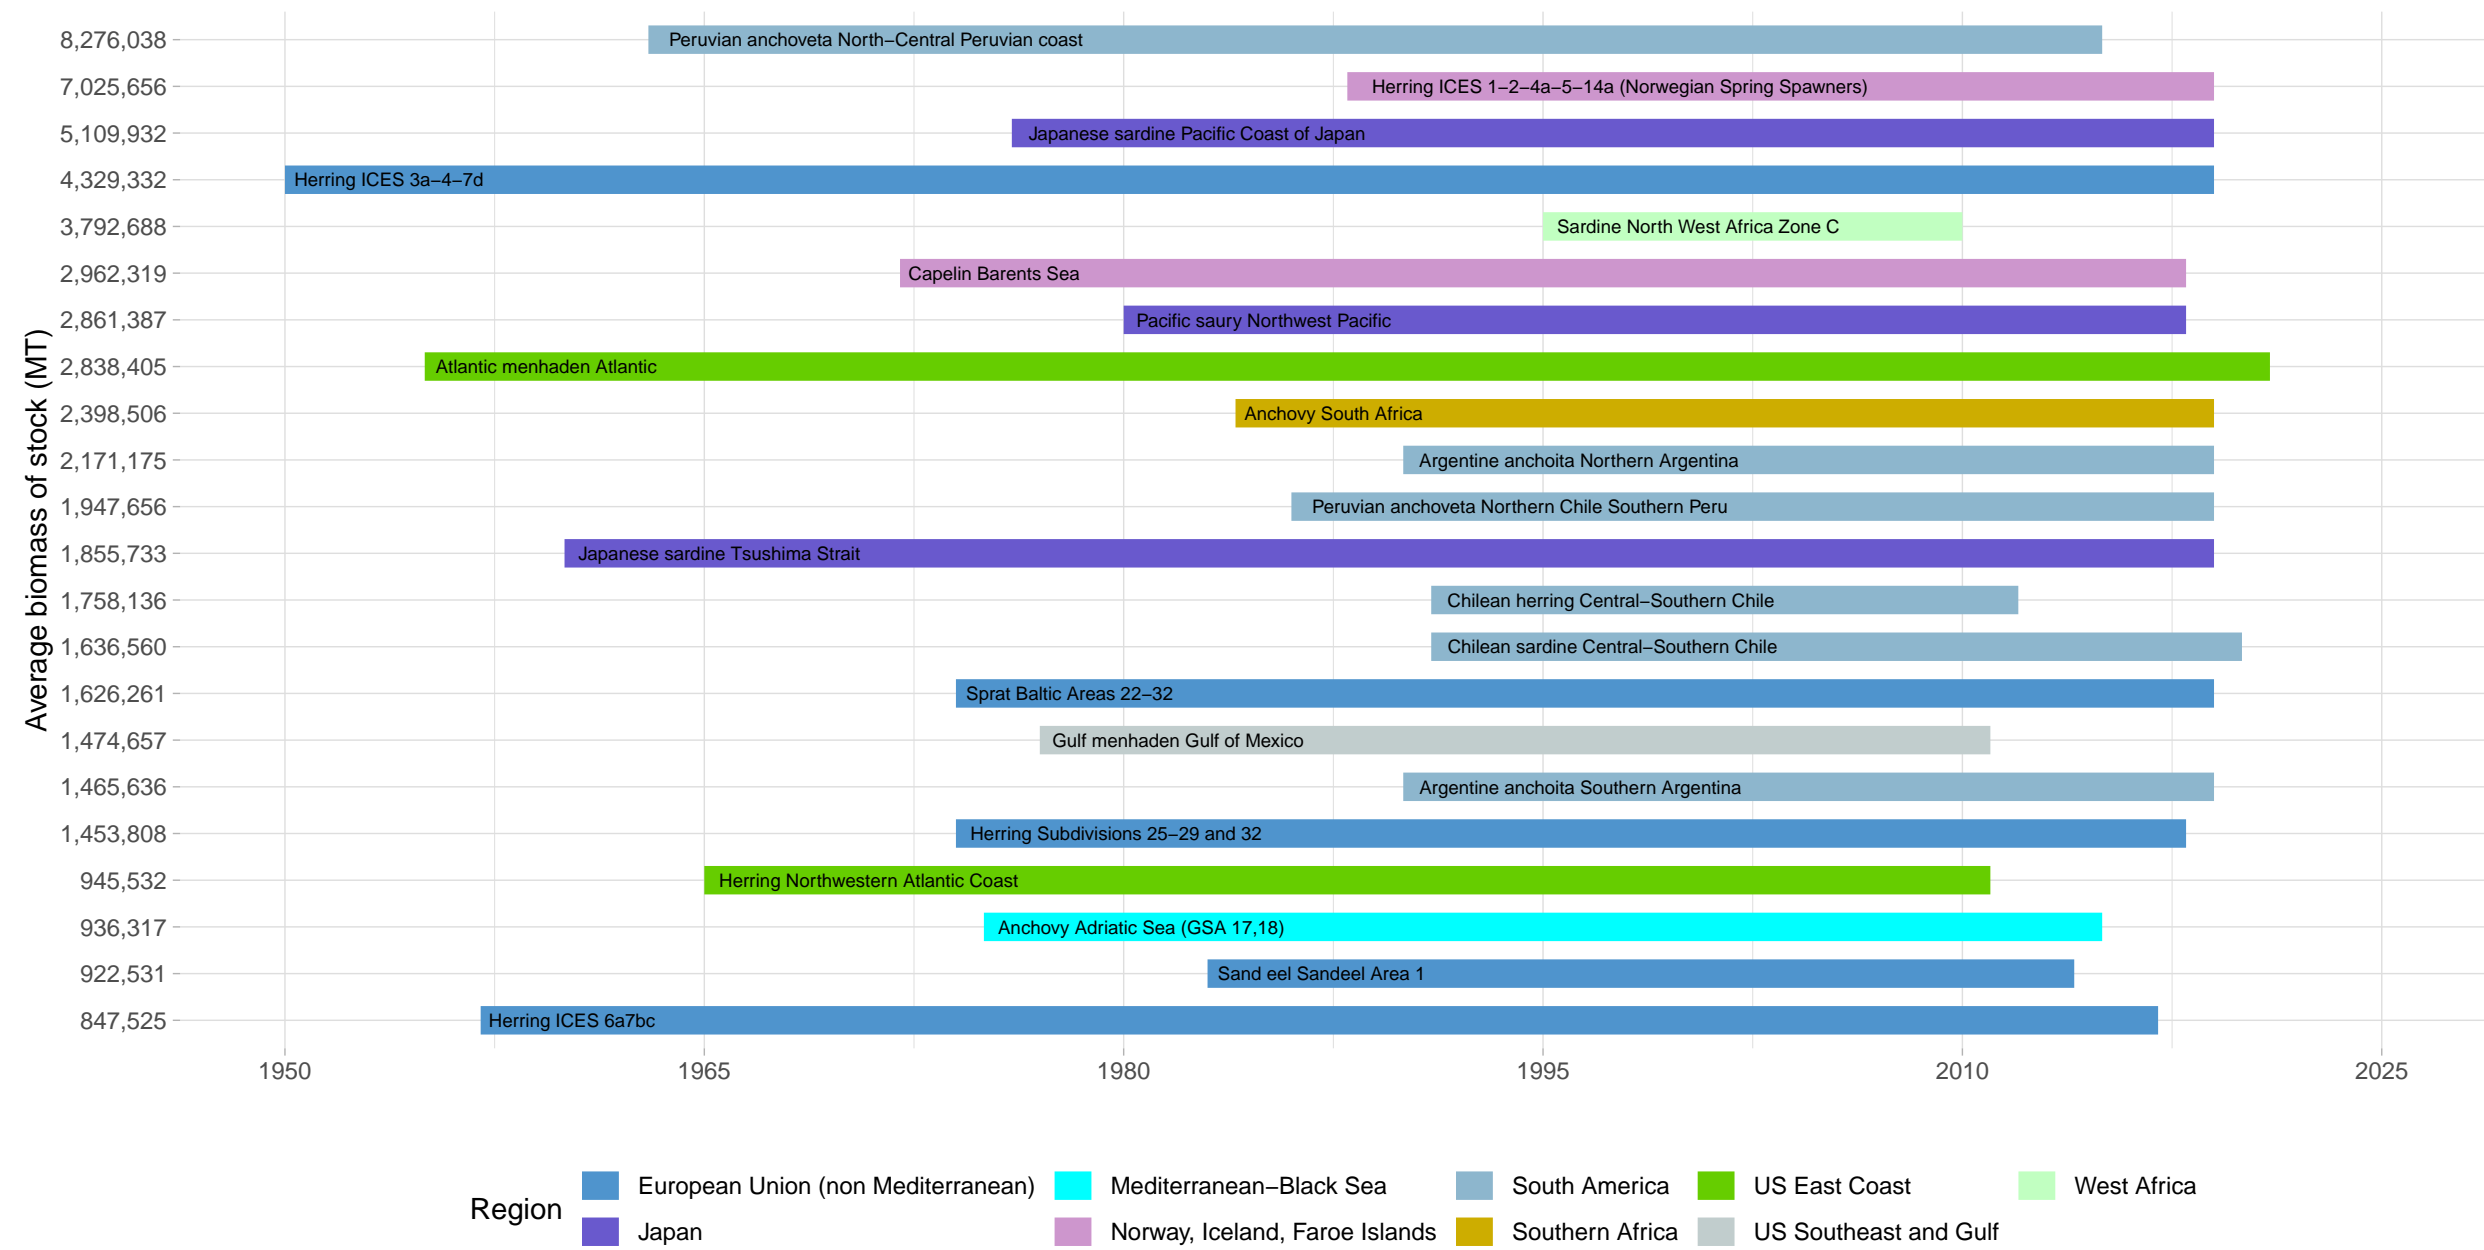 8,276,038 Peruvian anchoveta North−Central Peruvian coast
7,025,656 Herring ICES 1−2−4a−5−14a (Norwegian Spring Spawners)
5,109,932 Japanese sardine Pacific Coast of Japan
4,329,332 Herring ICES 3a−4−7d
3,792,688 Sardine North West Africa Zone C
2,962,319 Capelin Barents Sea
2,861,387 Pacific saury Northwest Pacific
2,838,405 Atlantic menhaden Atlantic
2,398,506 Anchovy South Africa
2,171,175 Argentine anchoita Northern Argentina
1,947,656 Peruvian anchoveta Northern Chile Southern Peru
1,855,733 Japanese sardine Tsushima Strait
1,758,136 Chilean herring Central−Southern Chile
1,636,560 Chilean sardine Central−Southern Chile
1,626,261 Sprat Baltic Areas 22−32
1,474,657 Gulf menhaden Gulf of Mexico
1,465,636 Argentine anchoita Southern Argentina
1,453,808 Herring Subdivisions 25−29 and 32
945,532 Herring Northwestern Atlantic Coast
936,317 Anchovy Adriatic Sea (GSA 17,18)
922,531 Sand eel Sandeel Area 1
847,525 Herring ICES 6a7bc
Average biomass of stock (MT)
1950 1965 1980 1995 2010 2025
Region
European Union (non Mediterranean) Mediterranean−Black Sea South America US East Coast West Africa
Japan Norway, Iceland, Faroe Islands Southern Africa US Southeast and Gulf